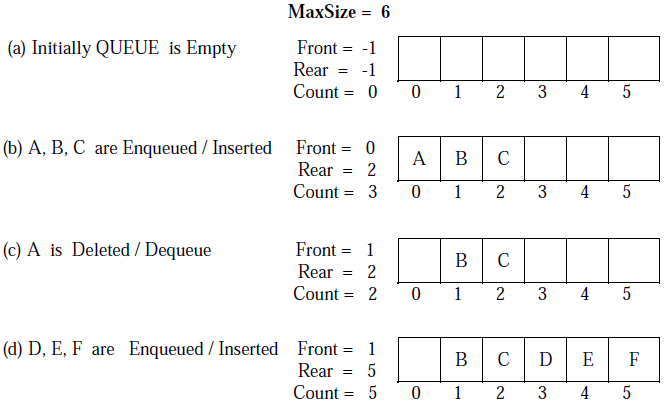 MaxSize = 6
(a) Initially QUEUE is Empty
Front = -1
Rear = -1
Count = 0
0 1 2 3 4 5
(b) A, B, C are Enqueued / Inserted
Front = 0
Rear = 2
Count = 3
A B C
0 1 2 3 4 5
(c) A is Deleted / Dequeue
Front = 1
Rear = 2
Count = 2
B C
0 1 2 3 4 5
(d) D, E, F are Enqueued / Inserted
Front = 1
Rear = 5
Count = 5
B C D E F
0 1 2 3 4 5